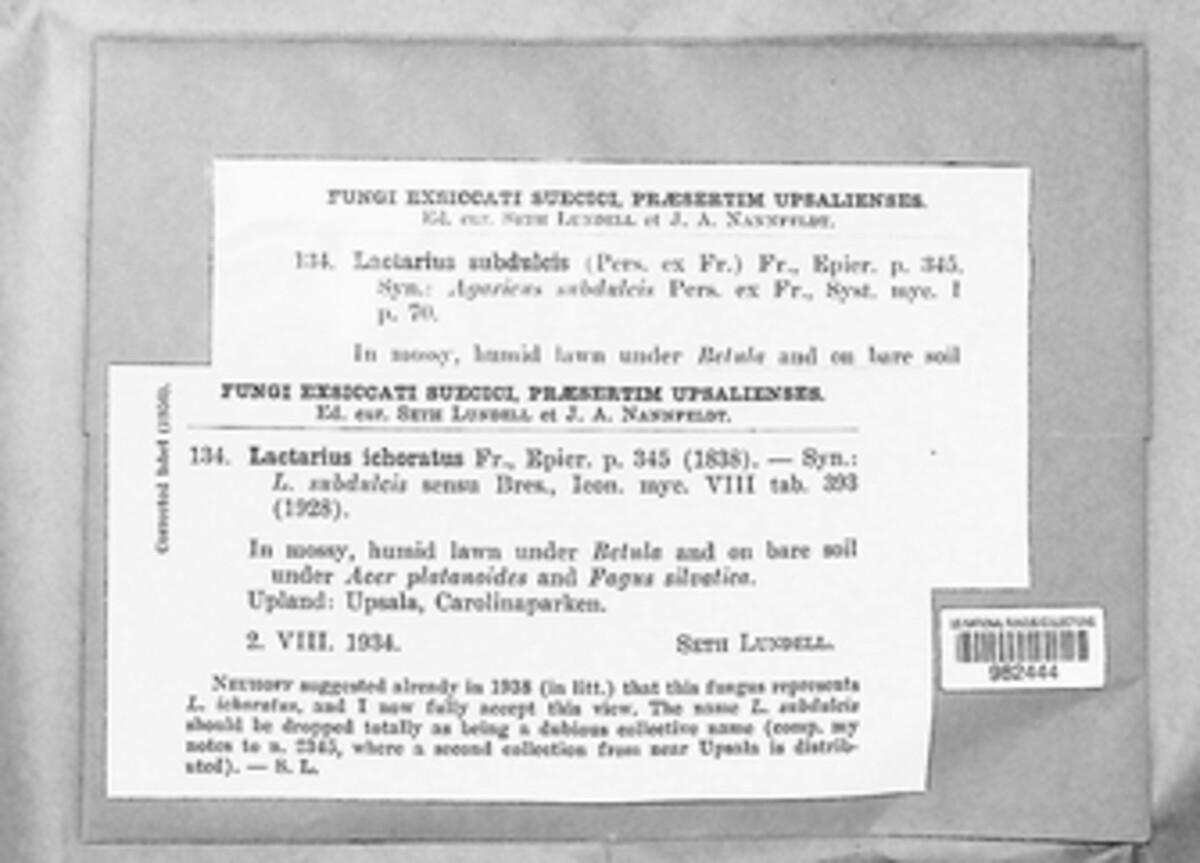 FUNGI EXSICCATI SUECICI, PRÆSERTIM UPSALIENSES.
Ed. cur. SETH LUNDELL et J. A. NANNFELDT.
134. Lactarius subdulcis (Pers. ex Fr.) Fr., Epicr. p. 345.
Syn.: Agaricus subdulcis Pers. ex Fr., Syst. myc. I
p. 70.
In mossy, humid lawn under Betula and on bare soil
Corrected label (1950).
FUNGI EXSICCATI SUECICI, PRÆSERTIM UPSALIENSES.
Ed. cur. SETH LUNDELL et J. A. NANNFELDT.
134. Lactarius ichoratus Fr., Epicr. p. 345 (1838). — Syn.:
L. subdulcis sensu Bres., Icon. myc. VIII tab. 393
(1928).
In mossy, humid lawn under Betula and on bare soil
under Acer platanoides and Fagus silvatica.
Upland: Upsala, Carolinaparken.
2. VIII. 1934. SETH LUNDELL.
NEUHOFF suggested already in 1938 (in litt.) that this fungus represents
L. ichoratus, and I now fully accept this view. The name L. subdulcis
should be dropped totally as being a dubious collective name (comp. my
notes to n. 2345, where a second collection from near Upsala is distrib-
uted). — S. L.
US NATIONAL FUNGUS COLLECTIONS
982444